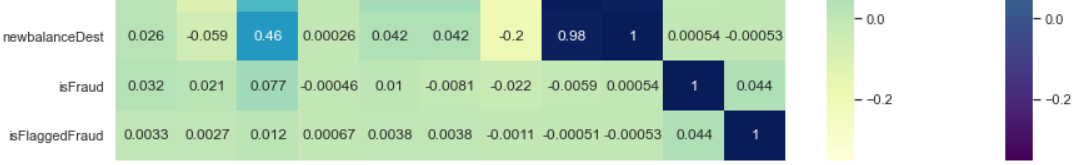 newbalanceDest 0.026 -0.059 0.46 0.00026 0.042 0.042 -0.2 0.98 1 0.00054 -0.00053
0.0 0.0
isFraud 0.032 0.021 0.077 -0.00046 0.01 -0.0081 -0.022 -0.0059 0.00054 1 0.044
-0.2 -0.2
isFlaggedFraud 0.0033 0.0027 0.012 0.00067 0.0038 0.0038 -0.0011 -0.00051 -0.00053 0.044 1